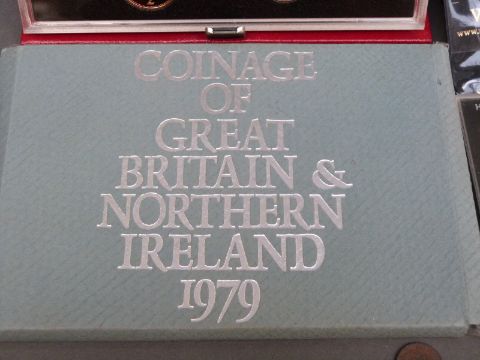 COINAGE
OF
GREAT
BRITAIN &
NORTHERN
IRELAND
1979